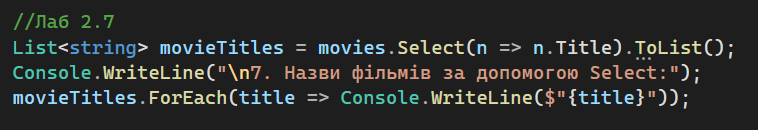 //Лаб 2.7
List<string> movieTitles = movies.Select(n => n.Title).ToList();
Console.WriteLine("\n7. Назви фільмів за допомогою Select:");
movieTitles.ForEach(title => Console.WriteLine($"{title}"));